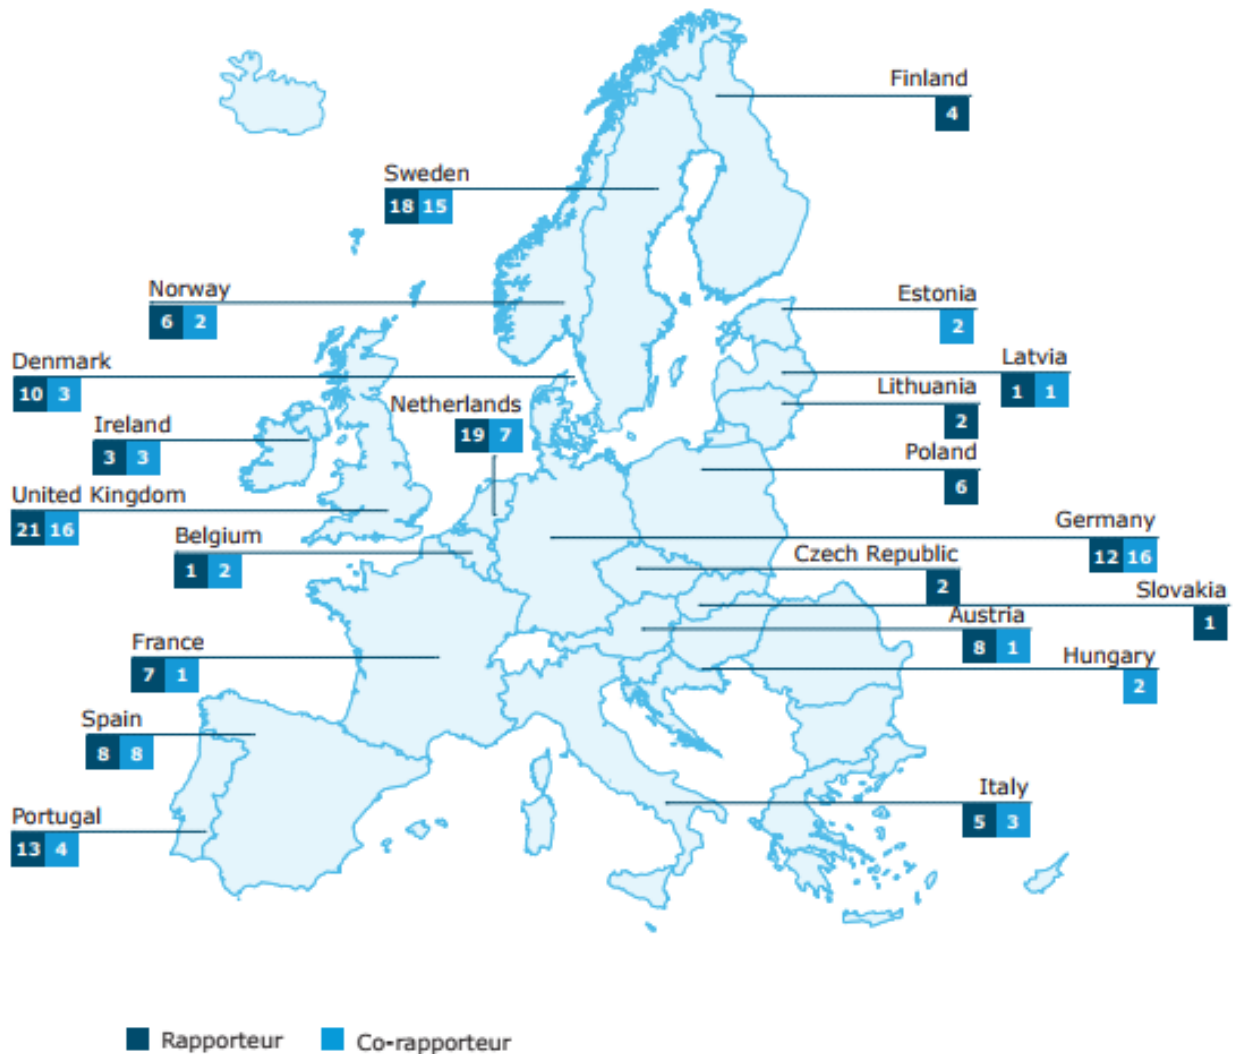 Finland
4
Sweden
18 15
Norway
6 2
Estonia
2
Denmark
10 3
Latvia
1 1
Lithuania
2
Netherlands
19 7
Ireland
3 3
Poland
6
United Kingdom
21 16
Germany
12 16
Belgium
1 2
Czech Republic
2
Slovakia
1
Austria
8 1
France
7 1
Hungary
2
Spain
8 8
Italy
5 3
Portugal
13 4
Rapporteur Co-rapporteur